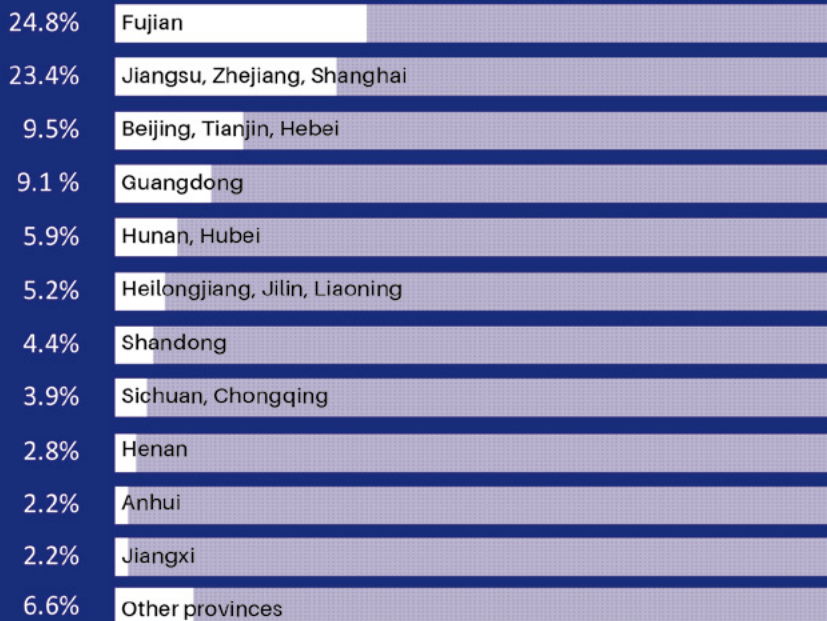 24.8% Fujian
23.4% Jiangsu, Zhejiang, Shanghai
9.5% Beijing, Tianjin, Hebei
9.1 % Guangdong
5.9% Hunan, Hubei
5.2% Heilongjiang, Jilin, Liaoning
4.4% Shandong
3.9% Sichuan, Chongqing
2.8% Henan
2.2% Anhui
2.2% Jiangxi
6.6% Other provinces